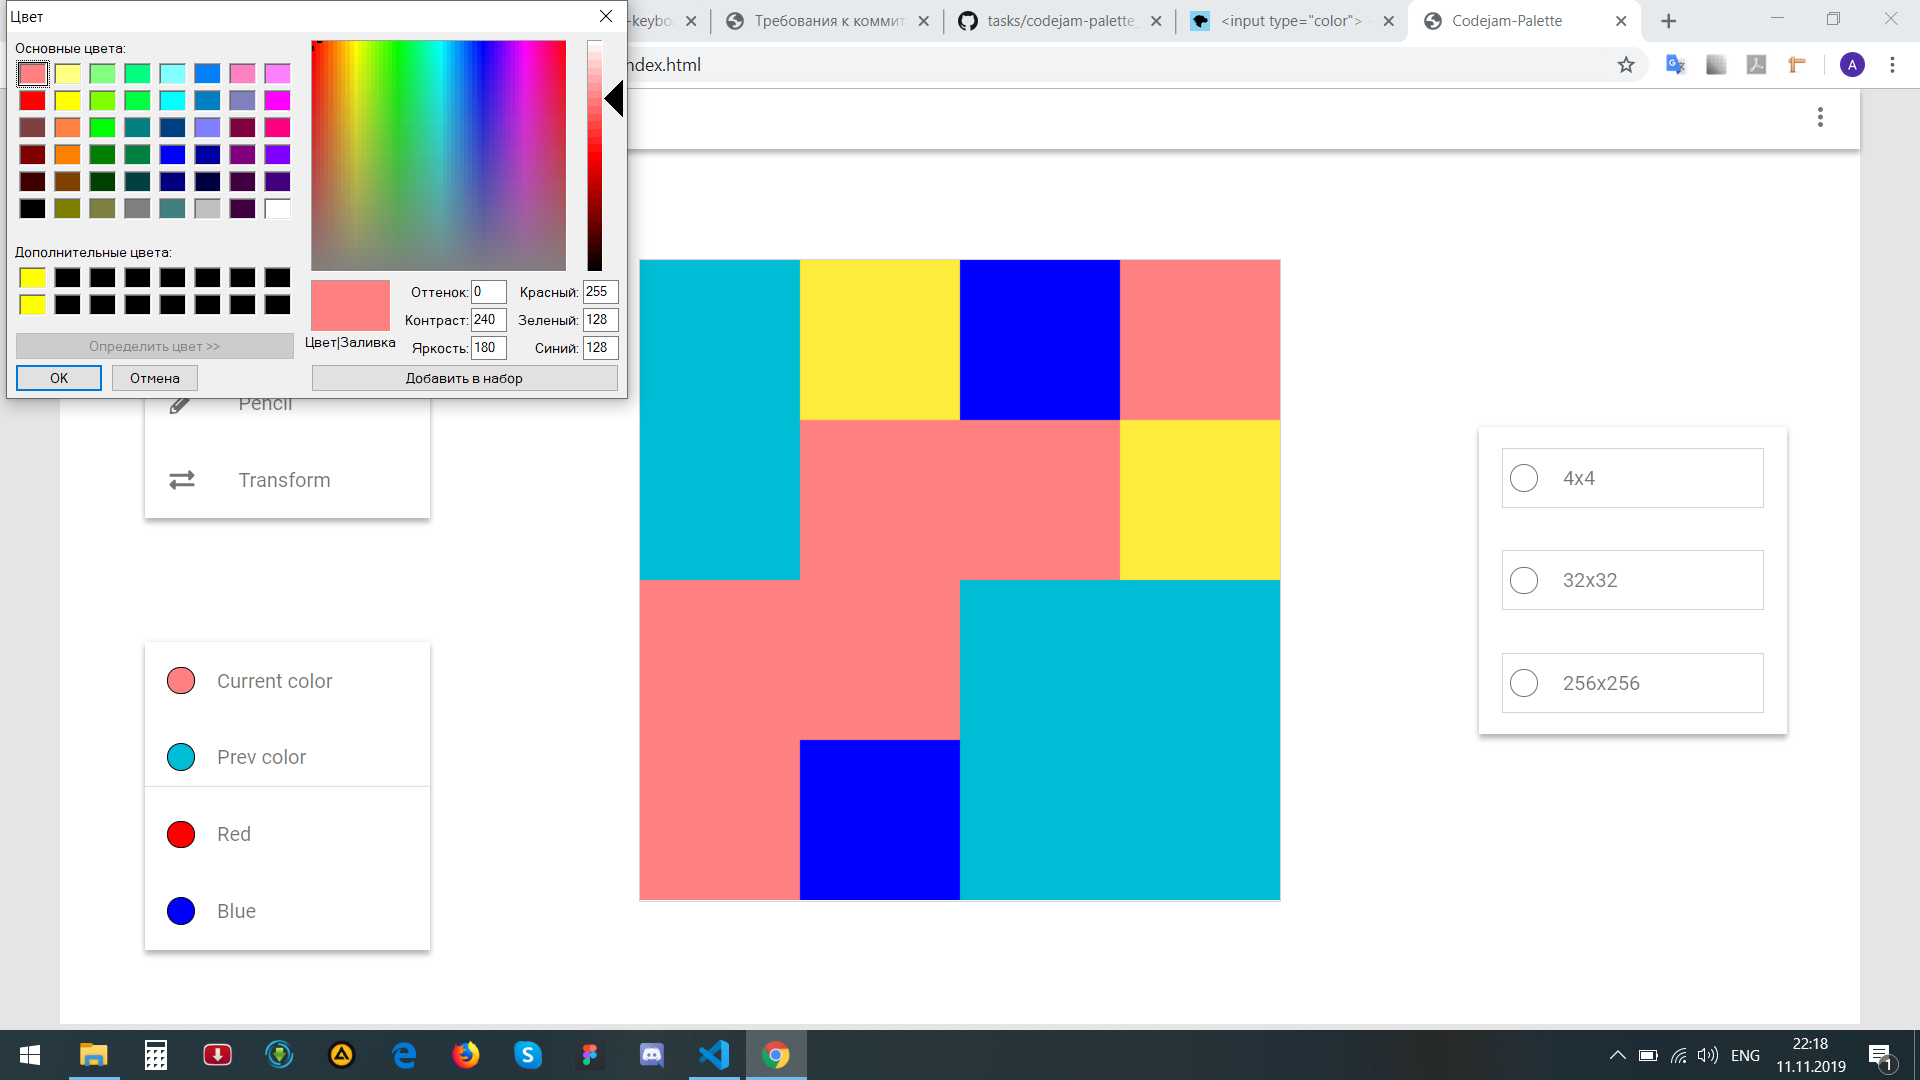 Цвет
-keybo
Требования к коммит
tasks/codejam-palette_
<input type="color">
Codejam-Palette
ndex.html
A
Основные цвета:
Дополнительные цвета:
Определить цвет >>
OK
Отмена
Цвет|Заливка
Оттенок: 0
Контраст: 240
Яркость: 180
Красный: 255
Зеленый: 128
Синий: 128
Добавить в набор
Pencil
Transform
Current color
Prev color
Red
Blue
4x4
32x32
256x256
ENG
22:18
11.11.2019
1